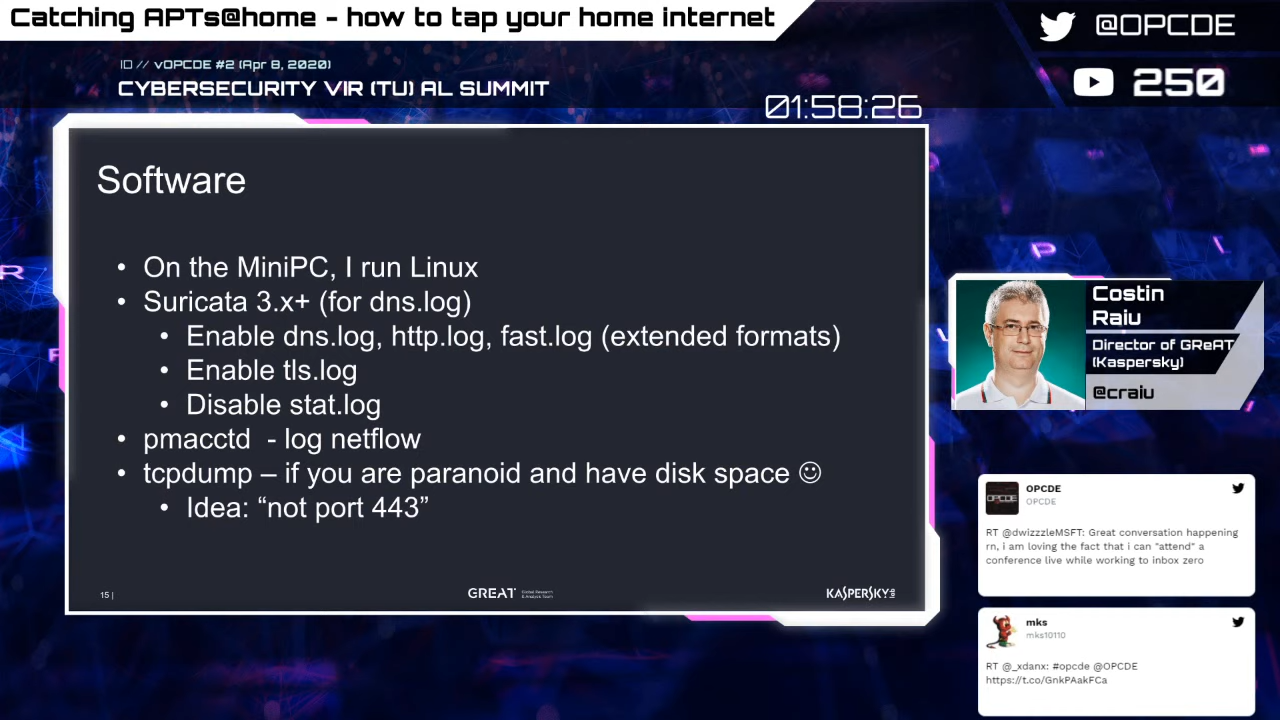 Catching APTs@home - how to tap your home internet
@OPCDE
ID // vOPCDE #2 (Apr 8, 2020)
CYBERSECURITY VIR (TU) AL SUMMIT
250
01:58:26
Software
• On the MiniPC, I run Linux
• Suricata 3.x+ (for dns.log)
• Enable dns.log, http.log, fast.log (extended formats)
• Enable tls.log
• Disable stat.log
• pmacctd - log netflow
• tcpdump – if you are paranoid and have disk space ☺
• Idea: “not port 443”
15 |
GREAT Global Research & Analysis Team
KASPERSKY lab
Costin
Raiu
Director of GReAT
(Kaspersky)
@craiu
OPCDE
OPCDE
RT @dwizzzleMSFT: Great conversation happening
rn, i am loving the fact that i can "attend" a
conference live while working to inbox zero
mks
mks10110
RT @_xdanx: #opcde @OPCDE
https://t.co/GnkPAakFCa